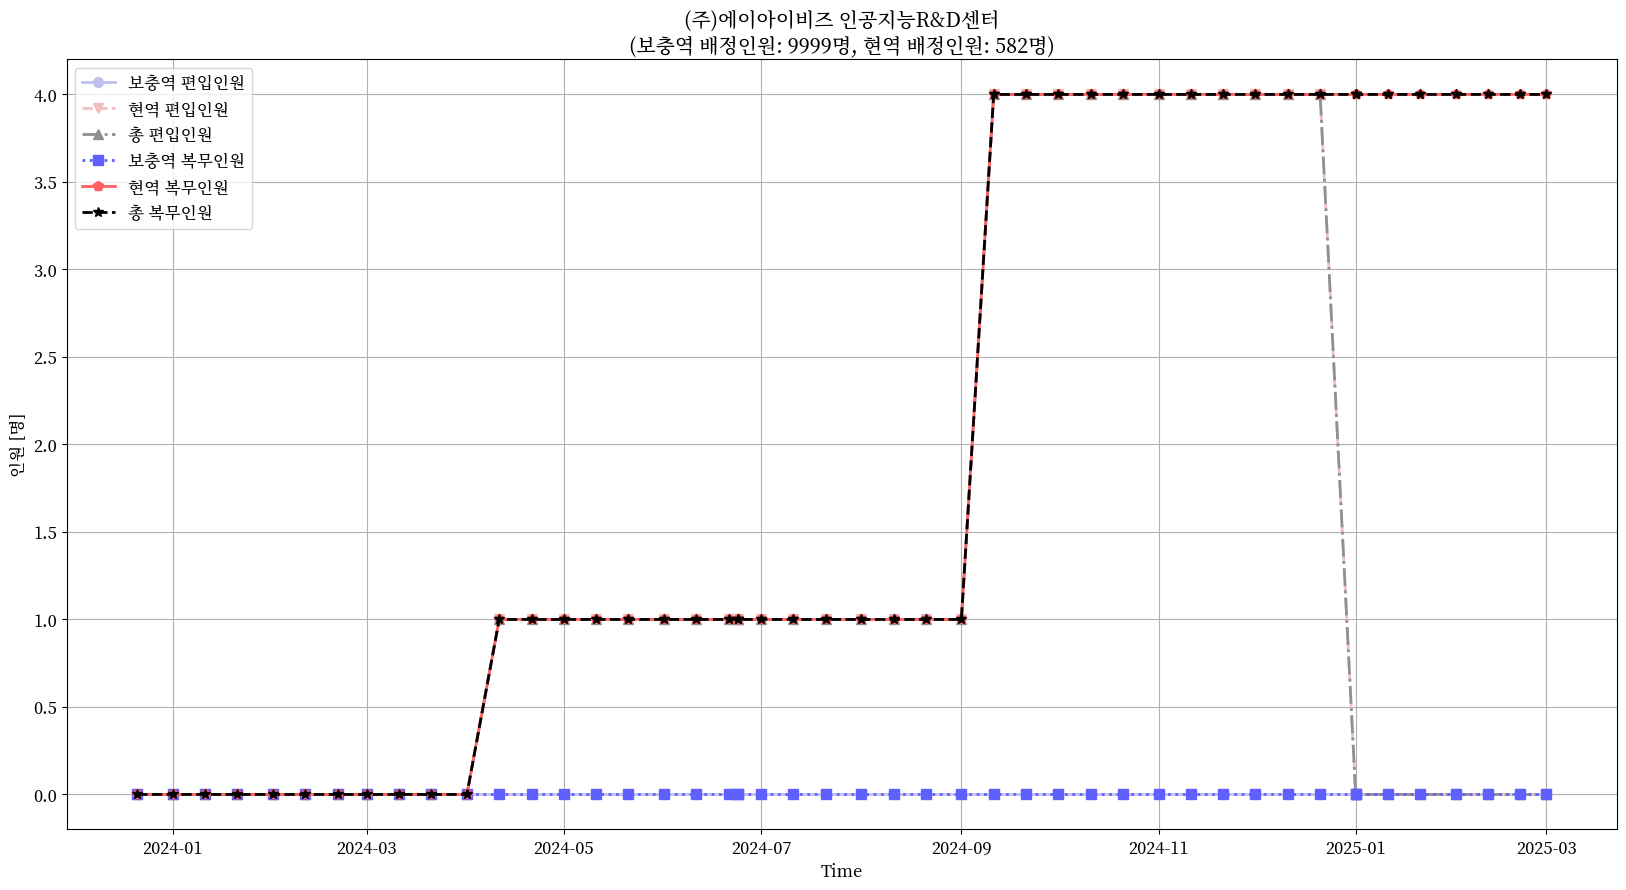 (주)에이아이비즈 인공지능R&D센터
(보충역 배정인원: 9999명, 현역 배정인원: 582명)
보충역 편입인원
현역 편입인원
총 편입인원
보충역 복무인원
현역 복무인원
총 복무인원
4.0
3.5
3.0
2.5
2.0
1.5
1.0
0.5
0.0
인원 [명]
2024-01
2024-03
2024-05
2024-07
2024-09
2024-11
2025-01
2025-03
Time